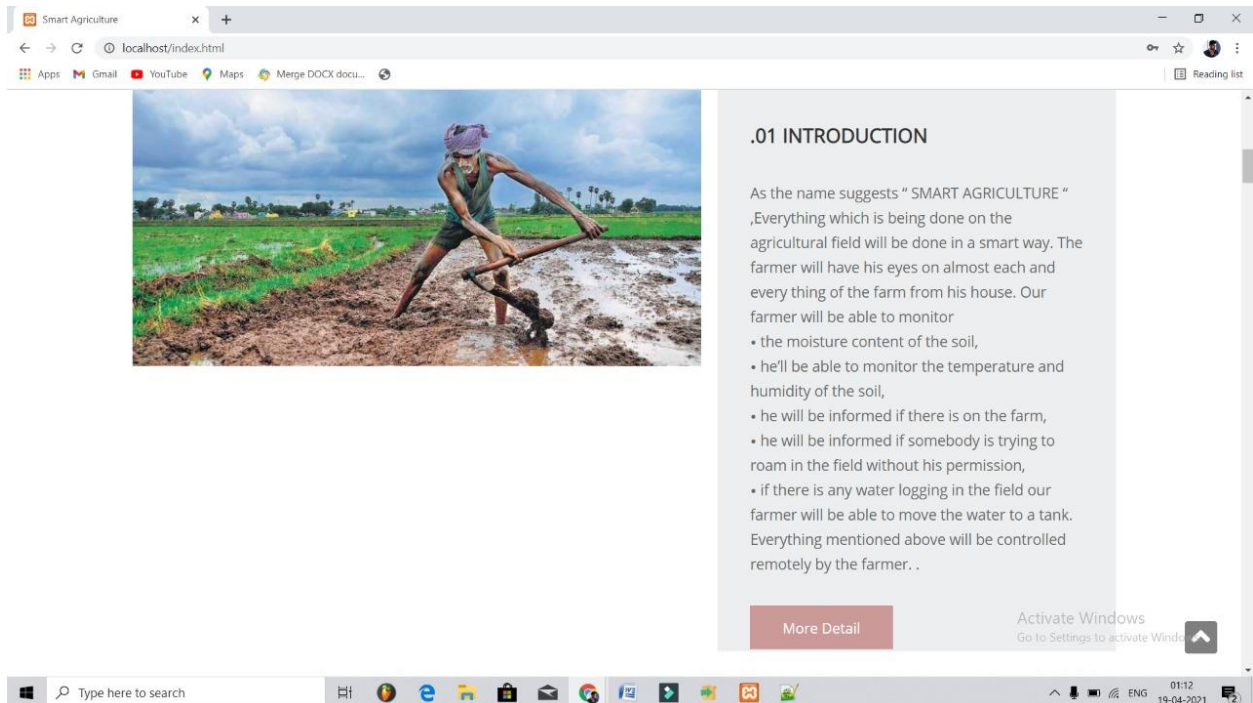 Smart Agriculture
localhost/index.html
Apps Gmail YouTube Maps Merge DOCX docu... Reading list
.01 INTRODUCTION
As the name suggests “ SMART AGRICULTURE “
,Everything which is being done on the
agricultural field will be done in a smart way. The
farmer will have his eyes on almost each and
every thing of the farm from his house. Our
farmer will be able to monitor
• the moisture content of the soil,
• he’ll be able to monitor the temperature and
humidity of the soil,
• he will be informed if there is on the farm,
• he will be informed if somebody is trying to
roam in the field without his permission,
• if there is any water logging in the field our
farmer will be able to move the water to a tank.
Everything mentioned above will be controlled
remotely by the farmer. .
More Detail
Activate Windows
Go to Settings to activate Windo
Type here to search
ENG
01:12
19-04-2021
2